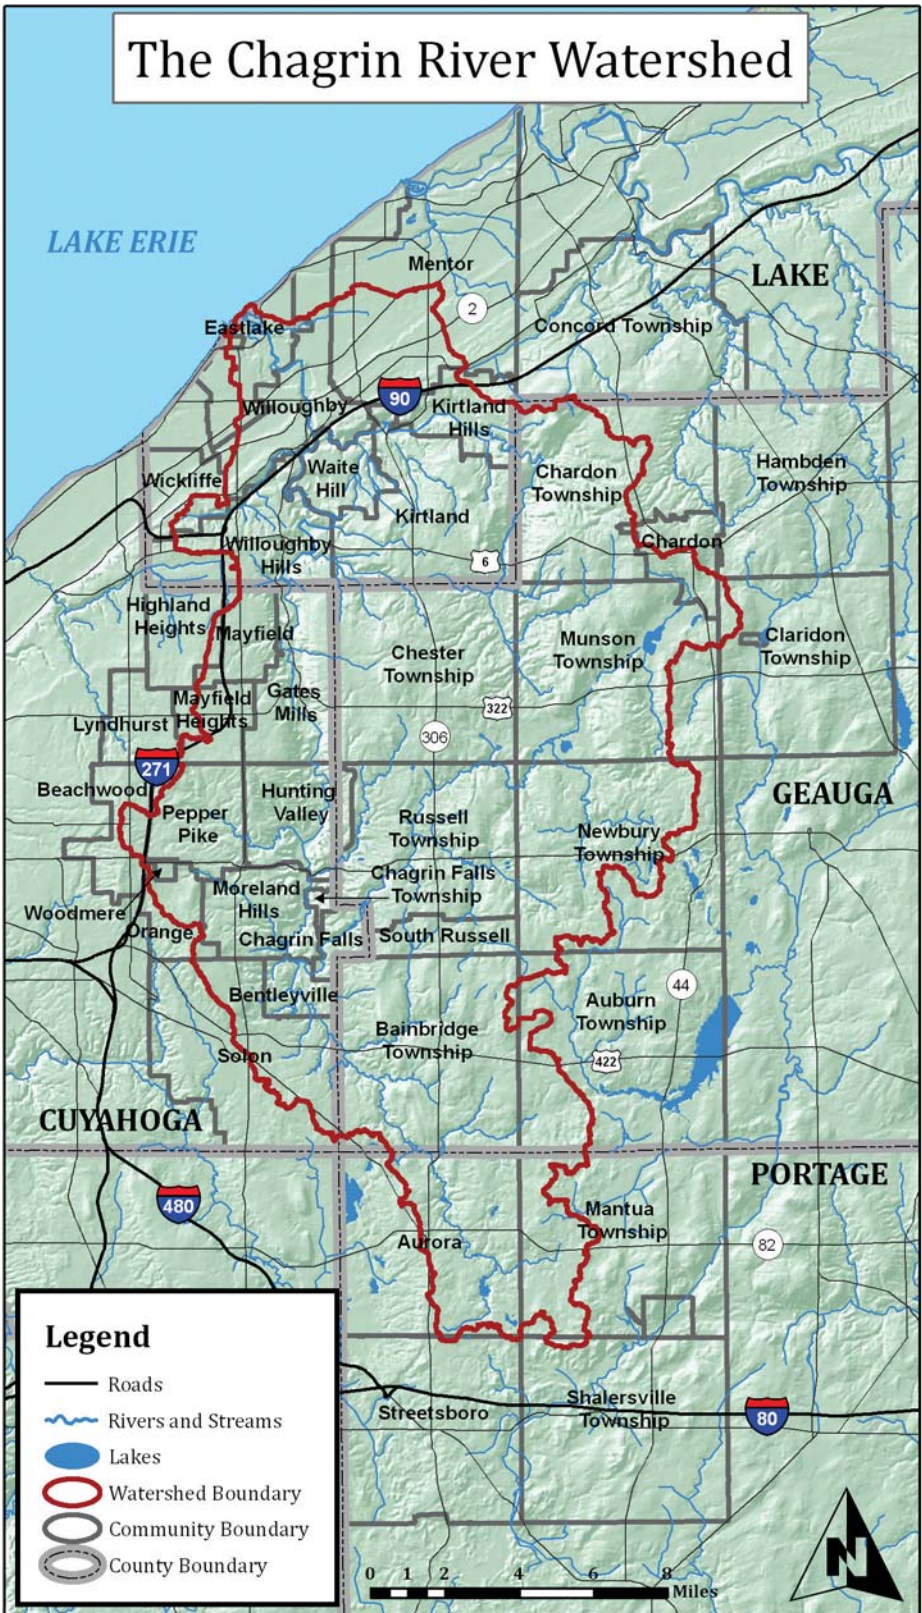 The Chagrin River Watershed
LAKE ERIE
Mentor
LAKE
2
Eastlake
Concord Township
90
Willoughby
Kirtland
Hills
Waite
Hill
Wickliffe
Chardon
Township
Hambden
Township
Kirtland
Willoughby
Hills
Chardon
6
Highland
Heights
Mayfield
Chester
Township
Munson
Township
Claridon
Township
Gates
Mills
Mayfield
Heights
322
Lyndhurst
306
271
Beachwood
Pepper
Pike
Hunting
Valley
GEAUGA
Russell
Township
Newbury
Township
Moreland
Hills
Chagrin Falls
Township
Woodmere
Orange
Chagrin Falls
South Russell
44
Bentleyville
Auburn
Township
Bainbridge
Township
Solon
422
CUYAHOGA
PORTAGE
480
Mantua
Township
Aurora
82
Streetsboro
Shalersville
Township
80
Legend
Roads
Rivers and Streams
Lakes
Watershed Boundary
Community Boundary
County Boundary
0 1 2 4 6 8
Miles
N